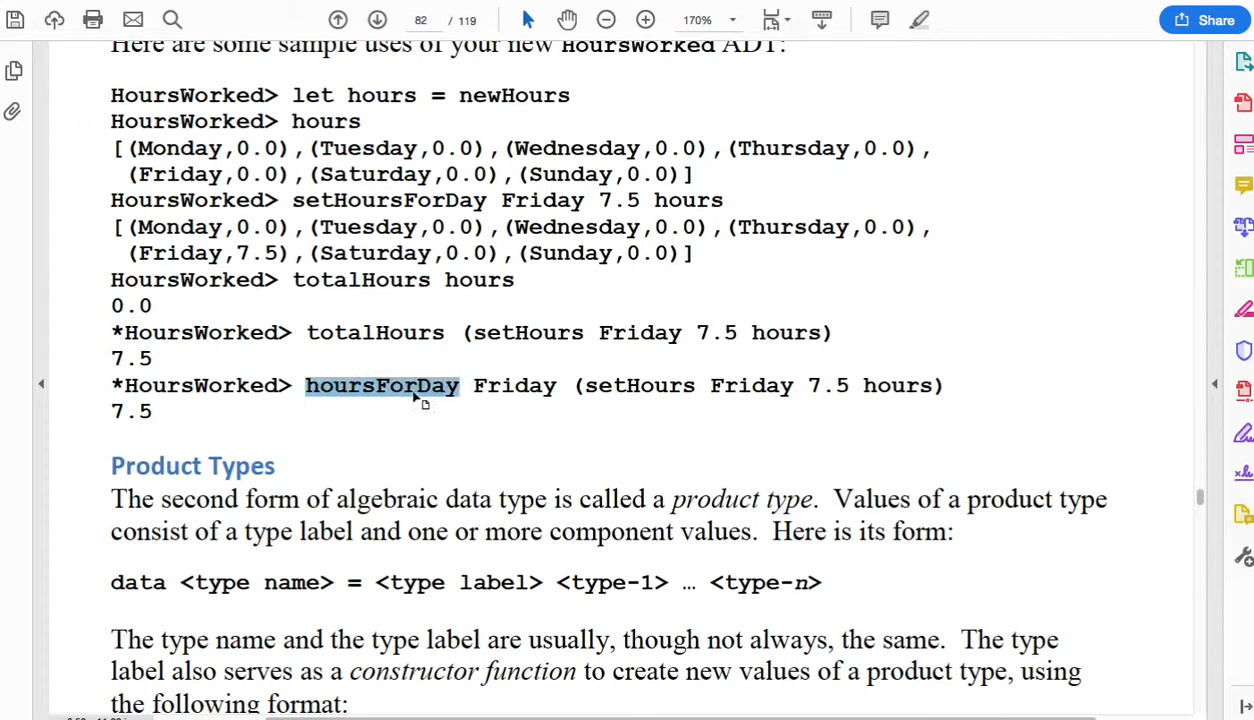 82 / 119
170%
Share
Here are some sample uses of your new HoursWorked ADT:
HoursWorked> let hours = newHours
HoursWorked> hours
[(Monday,0.0),(Tuesday,0.0),(Wednesday,0.0),(Thursday,0.0),
(Friday,0.0),(Saturday,0.0),(Sunday,0.0)]
HoursWorked> setHoursForDay Friday 7.5 hours
[(Monday,0.0),(Tuesday,0.0),(Wednesday,0.0),(Thursday,0.0),
(Friday,7.5),(Saturday,0.0),(Sunday,0.0)]
HoursWorked> totalHours hours
0.0
*HoursWorked> totalHours (setHours Friday 7.5 hours)
7.5
*HoursWorked> hoursForDay Friday (setHours Friday 7.5 hours)
7.5
Product Types
The second form of algebraic data type is called a product type. Values of a product type
consist of a type label and one or more component values. Here is its form:
data <type name> = <type label> <type-1> … <type-n>
The type name and the type label are usually, though not always, the same. The type
label also serves as a constructor function to create new values of a product type, using
the following format: